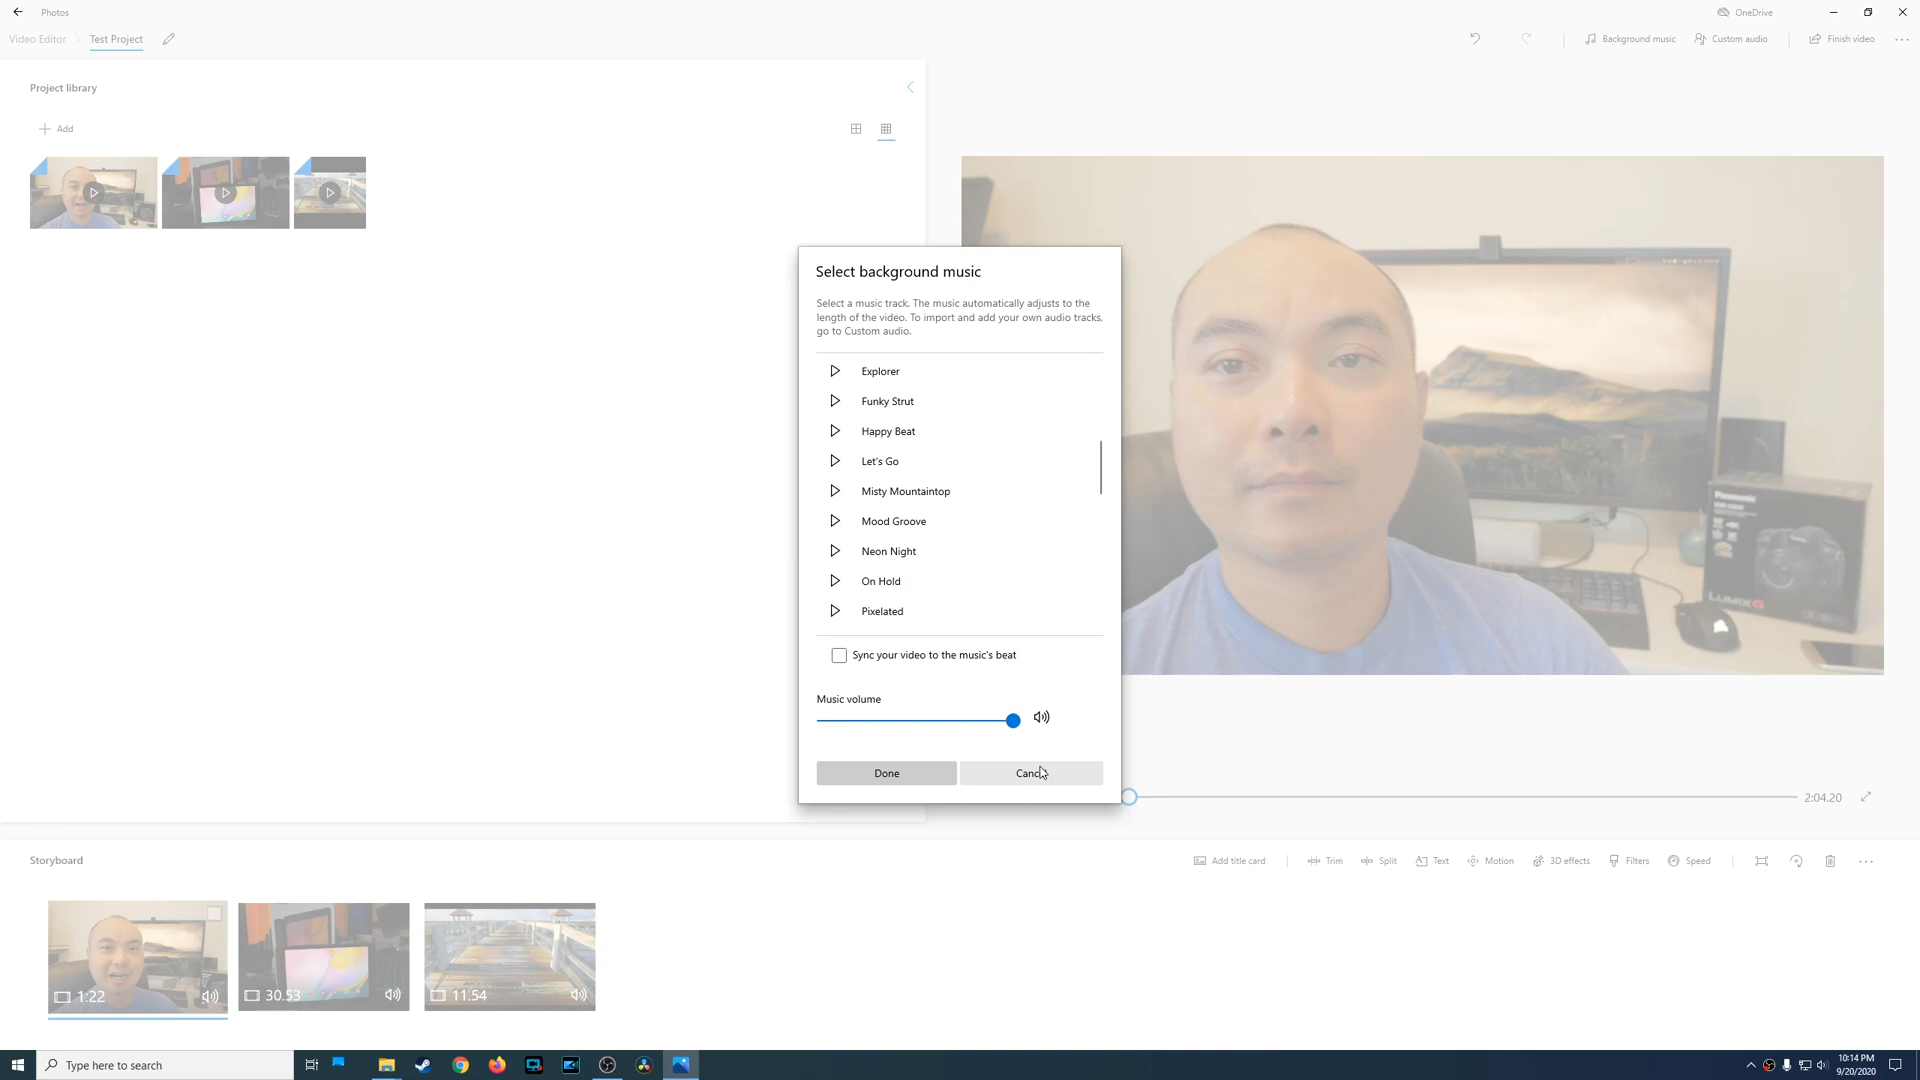 Photos
OneDrive
Video Editor
Test Project
Background music
Custom audio
Finish video
Project library
Add
Select background music
Select a music track. The music automatically adjusts to the
length of the video. To import and add your own audio tracks,
go to Custom audio.
Explorer
Funky Strut
Happy Beat
Let's Go
Misty Mountaintop
Mood Groove
Neon Night
On Hold
Pixelated
Sync your video to the music's beat
Music volume
Done
Cancel
Panasonic
LUMIX G
2:04.20
Storyboard
Add title card
Trim
Split
Text
Motion
3D effects
Filters
Speed
1:22
30.53
11.54
Type here to search
10:14 PM
9/20/2020